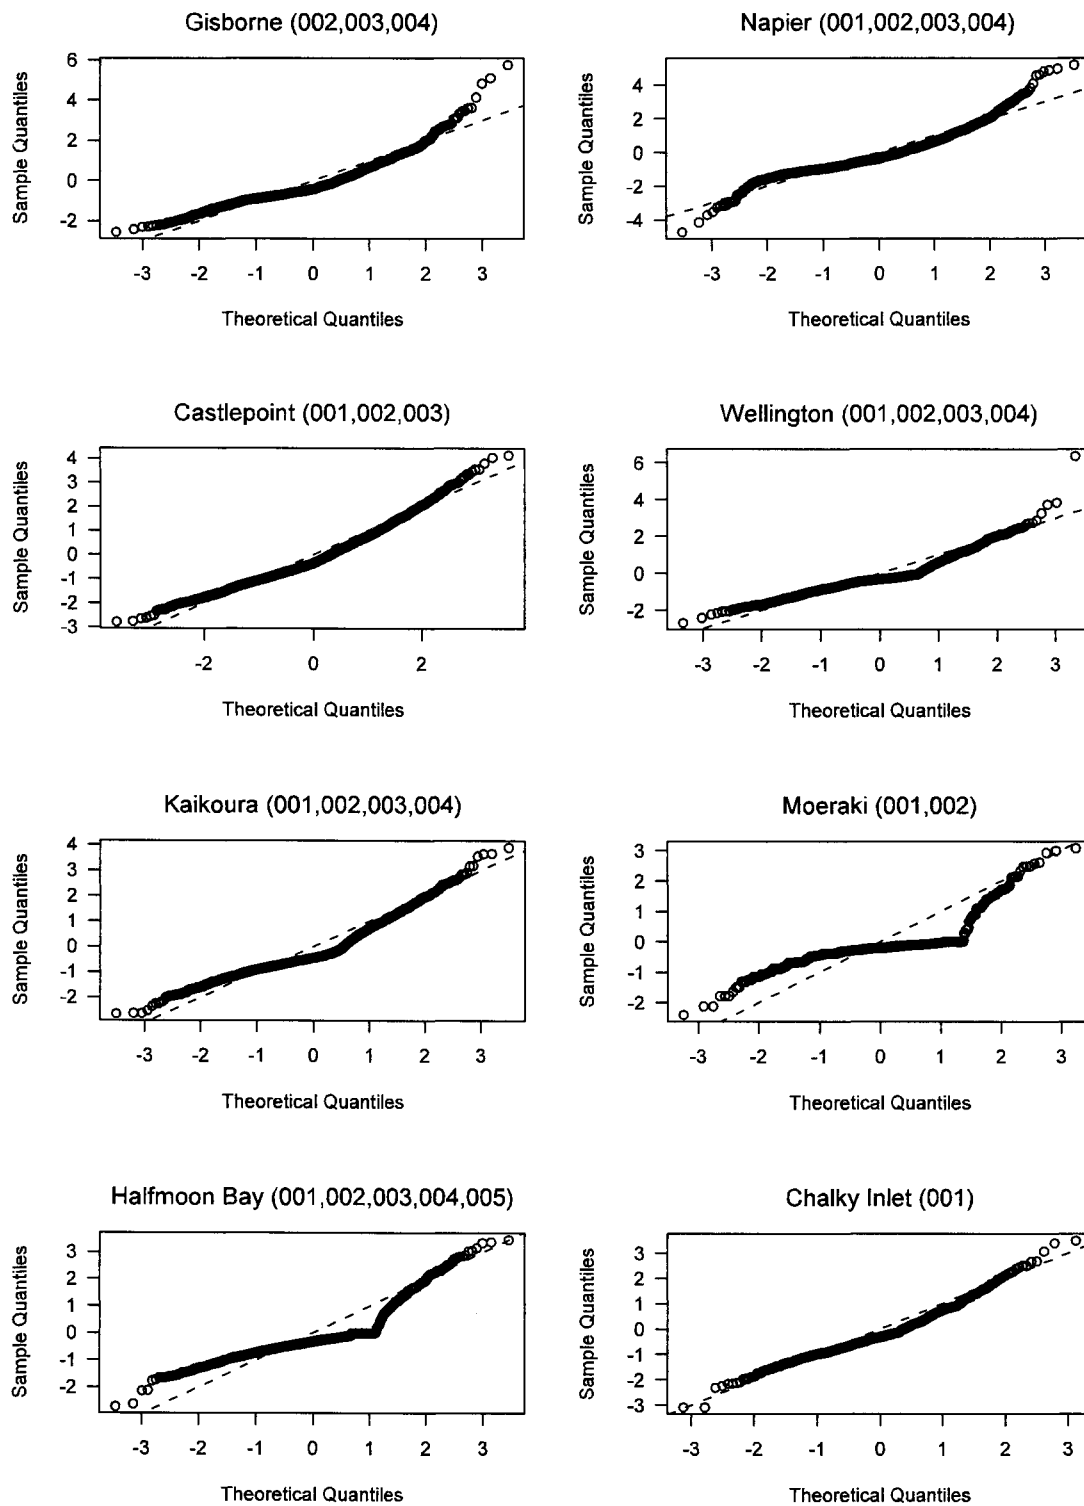 Gisborne (002,003,004)
Sample Quantiles
6
4
2
0
-2
-3 -2 -1 0 1 2 3
Theoretical Quantiles
Napier (001,002,003,004)
Sample Quantiles
4
2
0
-2
-4
-3 -2 -1 0 1 2 3
Theoretical Quantiles
Castlepoint (001,002,003)
Sample Quantiles
4
3
2
1
0
-1
-2
-3
-2 0 2
Theoretical Quantiles
Wellington (001,002,003,004)
Sample Quantiles
6
4
2
0
-2
-3 -2 -1 0 1 2 3
Theoretical Quantiles
Kaikoura (001,002,003,004)
Sample Quantiles
4
3
2
1
0
-1
-2
-3 -2 -1 0 1 2 3
Theoretical Quantiles
Moeraki (001,002)
Sample Quantiles
3
2
1
0
-1
-2
-3 -2 -1 0 1 2 3
Theoretical Quantiles
Halfmoon Bay (001,002,003,004,005)
Sample Quantiles
3
2
1
0
-1
-2
-3 -2 -1 0 1 2 3
Theoretical Quantiles
Chalky Inlet (001)
Sample Quantiles
3
2
1
0
-1
-2
-3
-3 -2 -1 0 1 2 3
Theoretical Quantiles